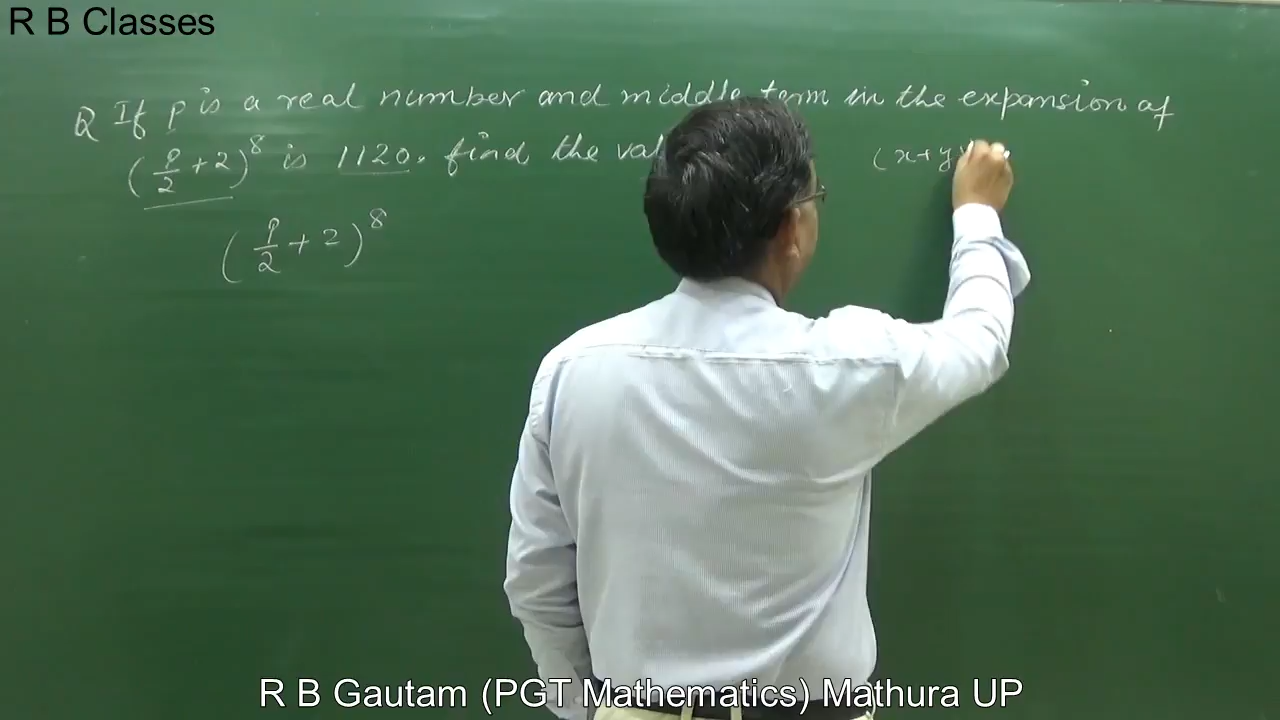 R B Classes
Q If p is a real number and middle term in the expansion of
(p/2 + 2)^8 is 1120. find the val
(x+y)
(p/2 + 2)^8
R B Gautam (PGT Mathematics) Mathura UP